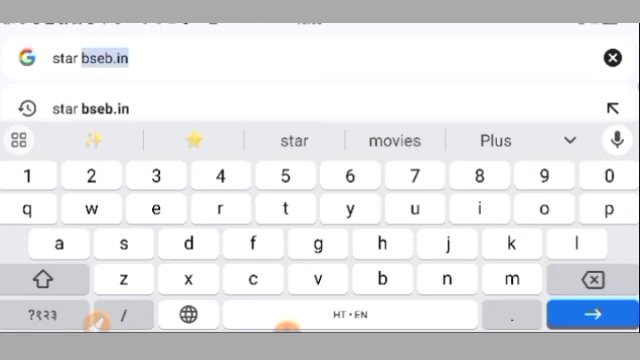 star bseb.in
star bseb.in
star movies Plus
1 2 3 4 5 6 7 8 9 0
q w e r t y u i o p
a s d f g h j k l
z x c v b n m
?१२३ / HT • EN .